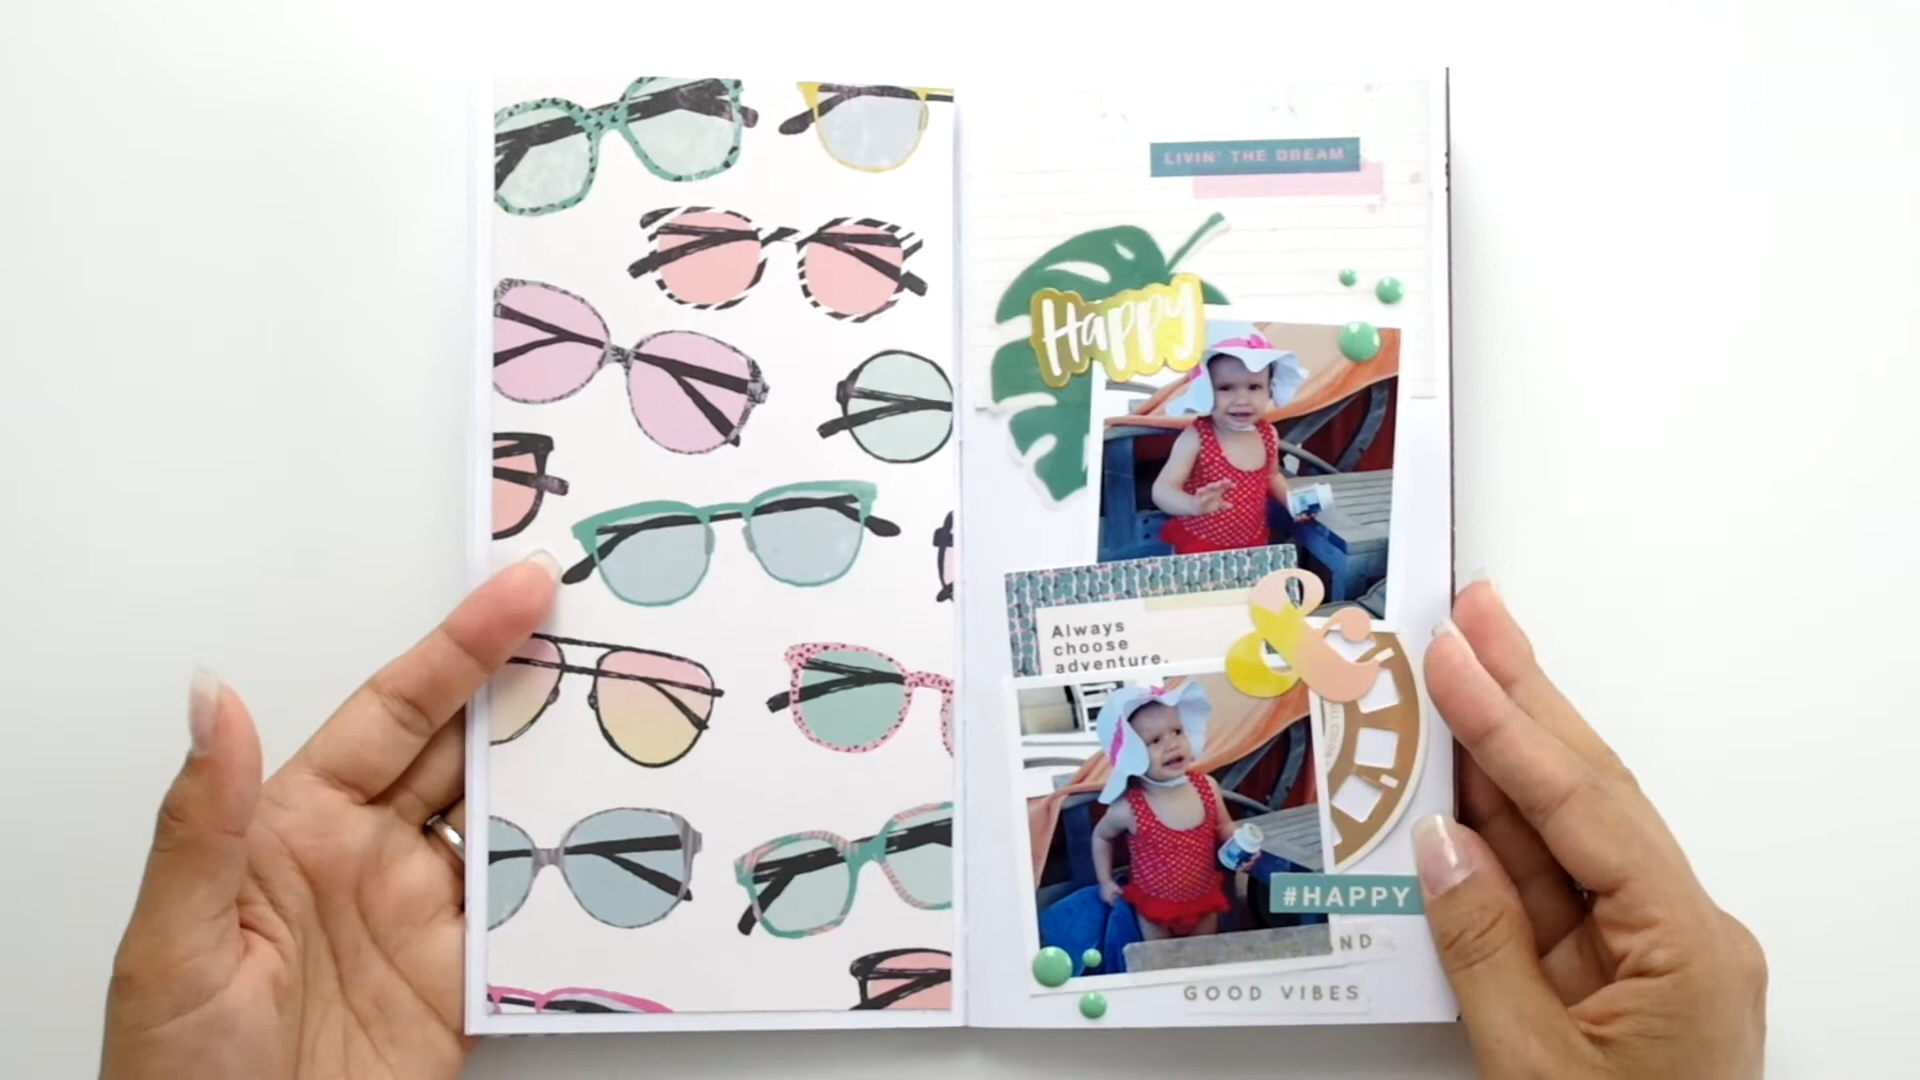 LIVIN' THE DREAM
Happy
Always
choose
adventure.
&
#HAPPY
GOOD VIBES